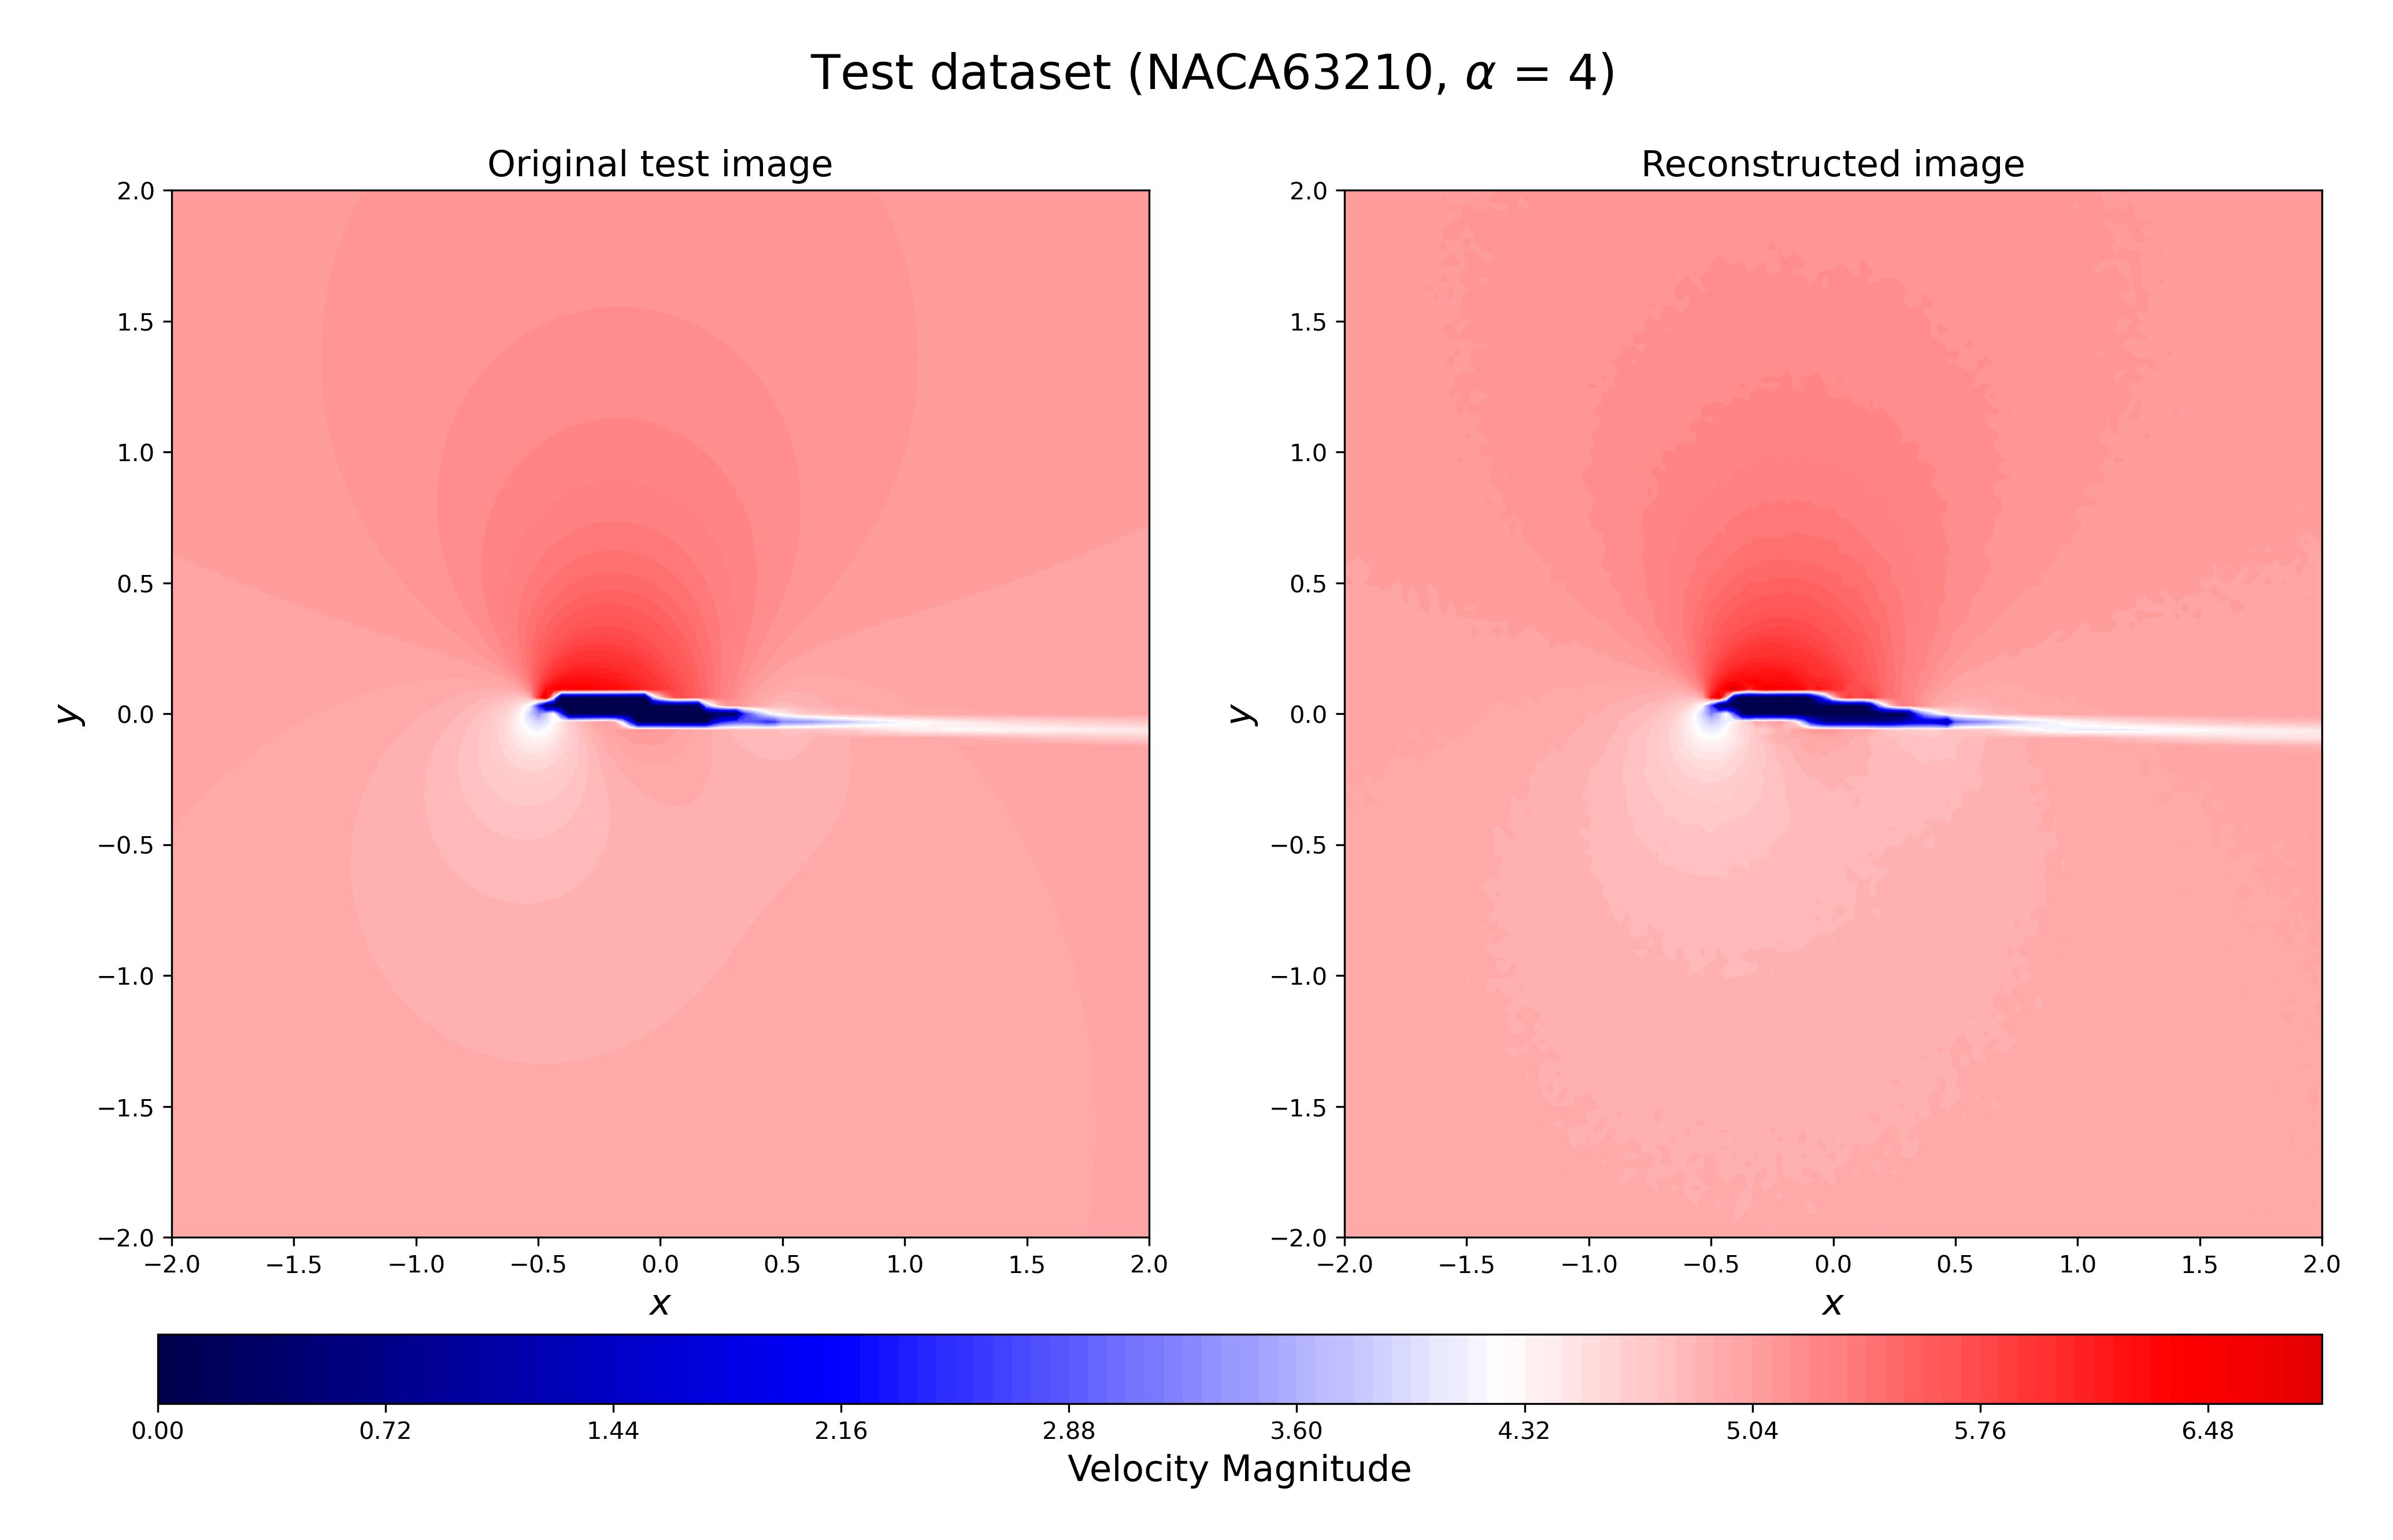 Test dataset (NACA63210, α = 4)
Original test image
Reconstructed image
2.0
1.5
1.0
0.5
0.0
−0.5
−1.0
−1.5
−2.0
y
−2.0 −1.5 −1.0 −0.5 0.0 0.5 1.0 1.5 2.0
x
2.0
1.5
1.0
0.5
0.0
−0.5
−1.0
−1.5
−2.0
y
−2.0 −1.5 −1.0 −0.5 0.0 0.5 1.0 1.5 2.0
x
0.00 0.72 1.44 2.16 2.88 3.60 4.32 5.04 5.76 6.48
Velocity Magnitude